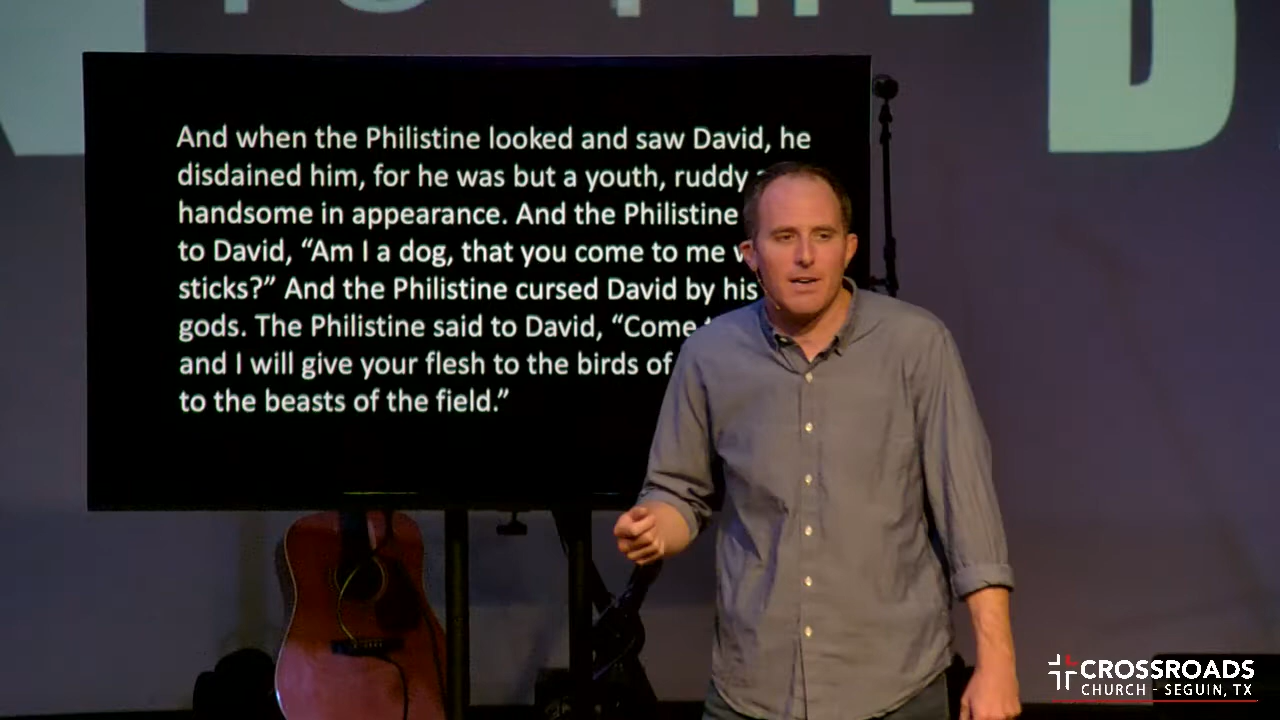 TO THE
And when the Philistine looked and saw David, he
disdained him, for he was but a youth, ruddy
handsome in appearance. And the Philistine
to David, “Am I a dog, that you come to me
sticks?” And the Philistine cursed David by his
gods. The Philistine said to David, “Come
and I will give your flesh to the birds of
to the beasts of the field.”
CROSSROADS
CHURCH - SEGUIN, TX